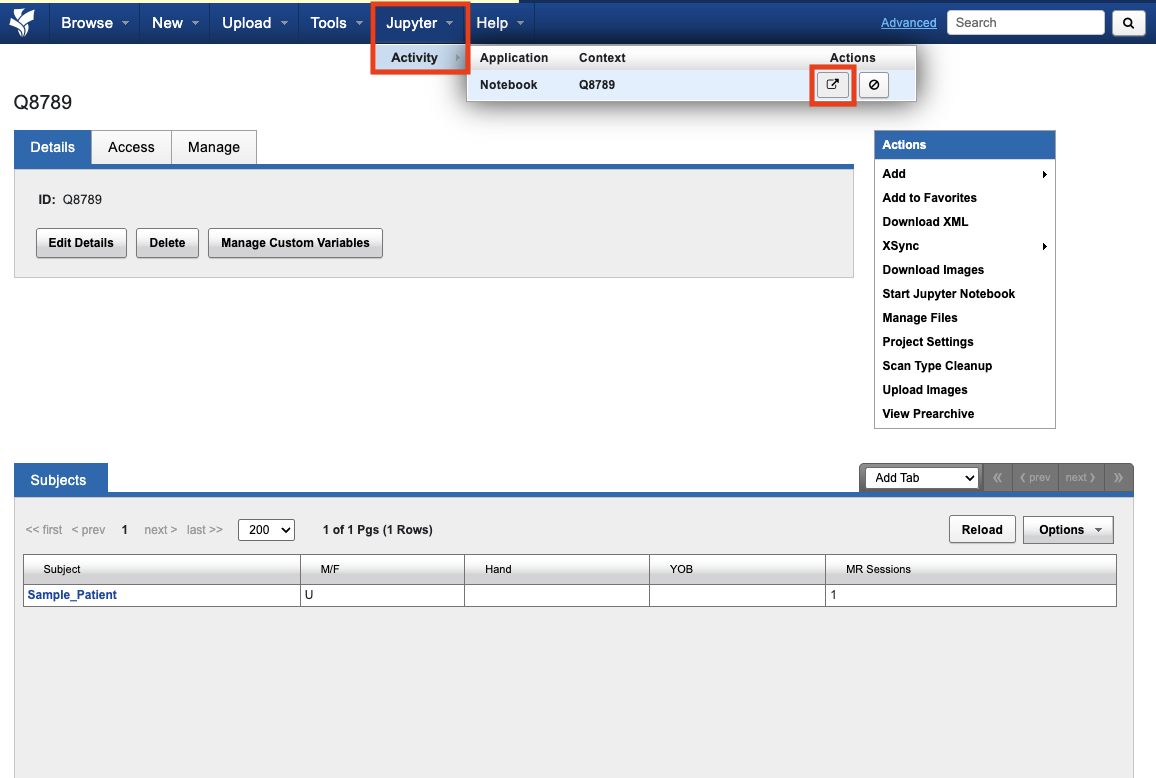 Browse New Upload Tools Jupyter Help Advanced Search
Activity Application Context Actions
Notebook Q8789
Q8789
Details Access Manage
ID: Q8789
Edit Details Delete Manage Custom Variables
Actions
Add
Add to Favorites
Download XML
XSync
Download Images
Start Jupyter Notebook
Manage Files
Project Settings
Scan Type Cleanup
Upload Images
View Prearchive
Subjects Add Tab « ‹ prev next › »
<< first < prev 1 next > last >> 200 1 of 1 Pgs (1 Rows) Reload Options
Subject M/F Hand YOB MR Sessions
Sample_Patient U 1